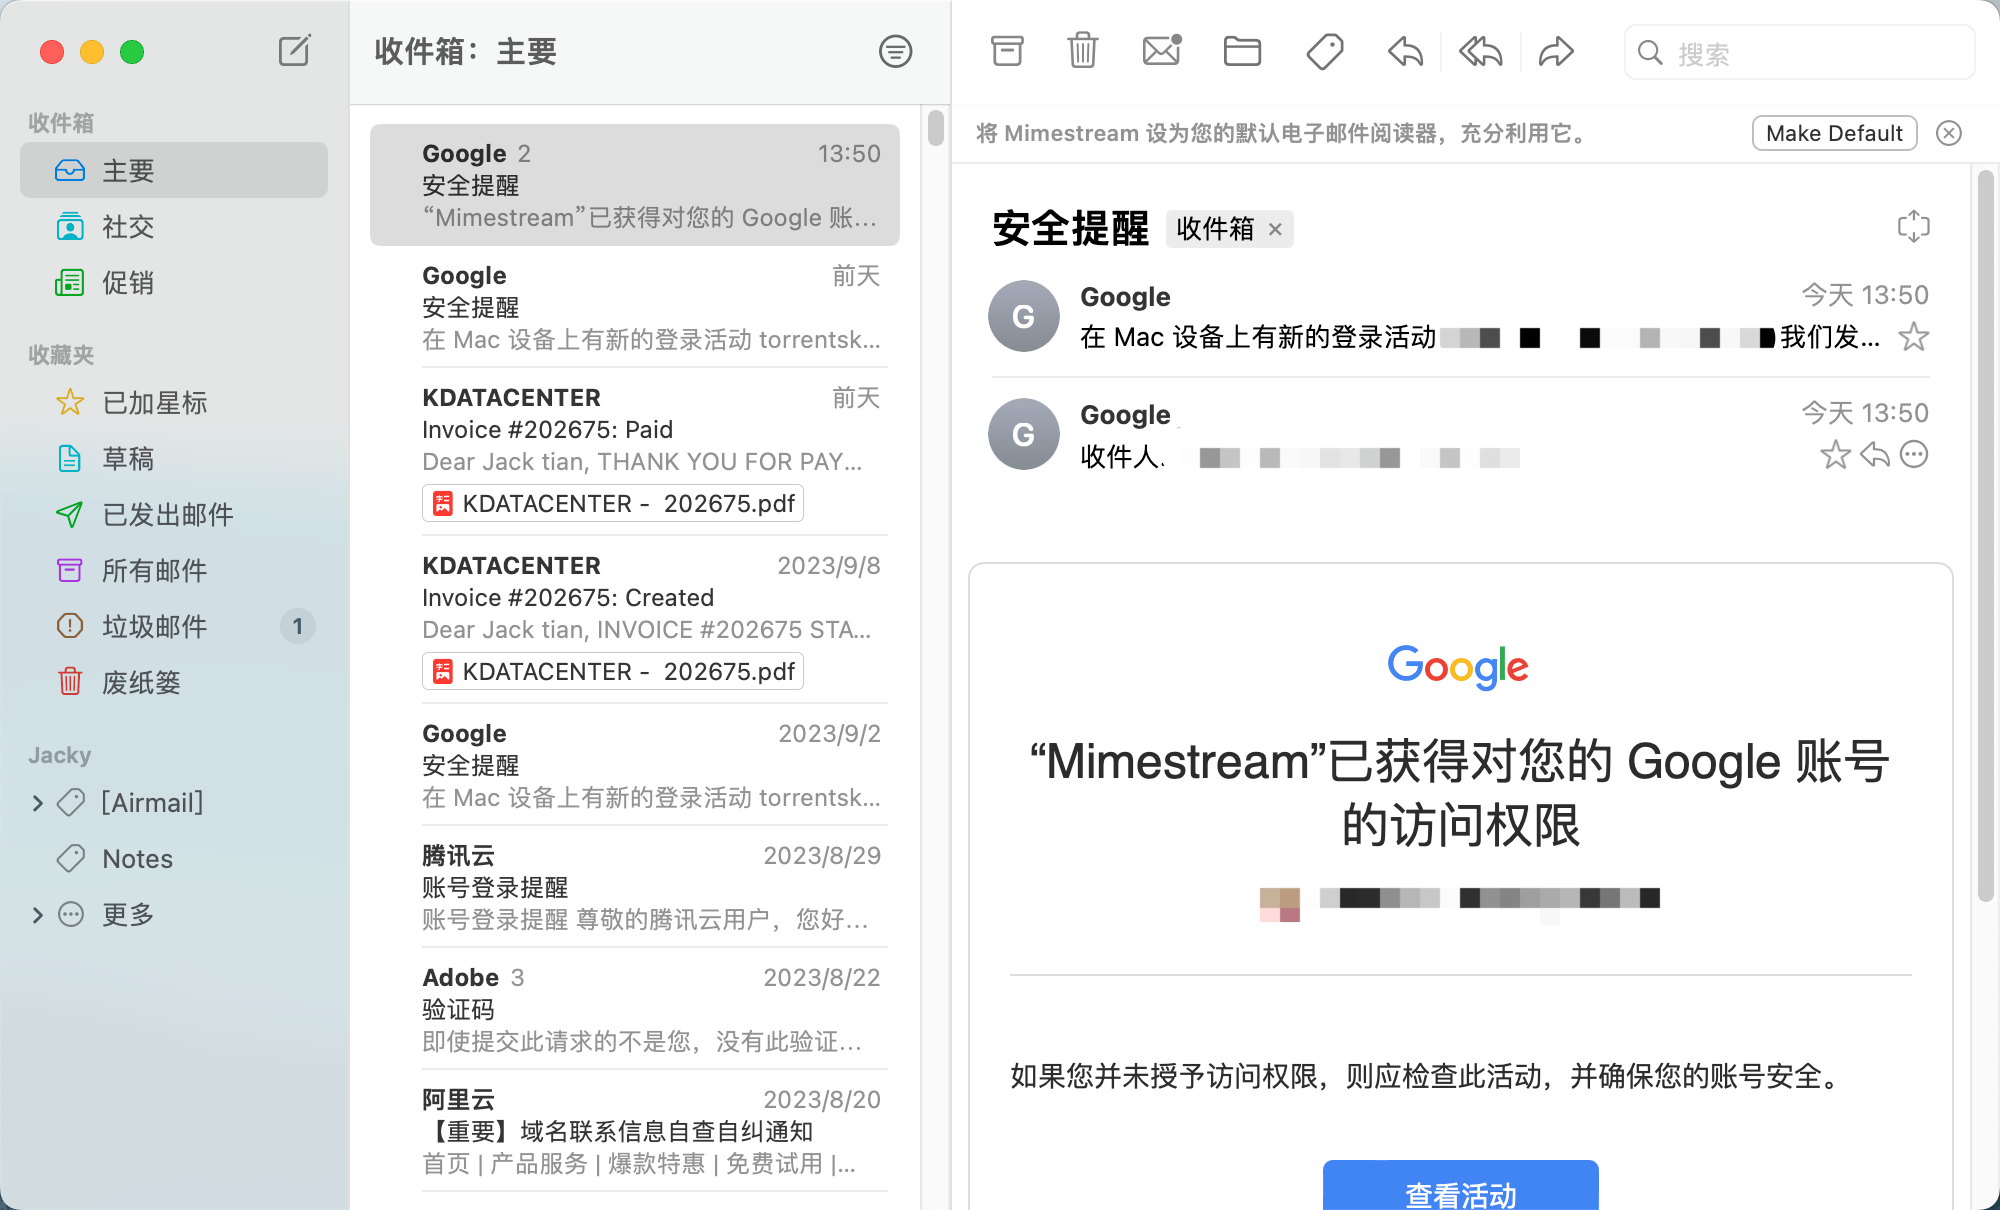 收件箱
主要
社交
促销
收藏夹
已加星标
草稿
已发出邮件
所有邮件
垃圾邮件 1
废纸篓
Jacky
[Airmail]
Notes
更多
收件箱：主要
Google 2 13:50
安全提醒
“Mimestream”已获得对您的 Google 账...
Google 前天
安全提醒
在 Mac 设备上有新的登录活动 torrentsk...
KDATACENTER 前天
Invoice #202675: Paid
Dear Jack tian, THANK YOU FOR PAY...
KDATACENTER - 202675.pdf
KDATACENTER 2023/9/8
Invoice #202675: Created
Dear Jack tian, INVOICE #202675 STA...
KDATACENTER - 202675.pdf
Google 2023/9/2
安全提醒
在 Mac 设备上有新的登录活动 torrentsk...
腾讯云 2023/8/29
账号登录提醒
账号登录提醒 尊敬的腾讯云用户，您好...
Adobe 3 2023/8/22
验证码
即使提交此请求的不是您，没有此验证...
阿里云 2023/8/20
【重要】域名联系信息自查自纠通知
首页 | 产品服务 | 爆款特惠 | 免费试用 |...
搜索
将 Mimestream 设为您的默认电子邮件阅读器，充分利用它。 Make Default
安全提醒 收件箱 ×
G Google 今天 13:50
在 Mac 设备上有新的登录活动 我们发...
G Google 今天 13:50
收件人
Google
“Mimestream”已获得对您的 Google 账号
的访问权限
如果您并未授予访问权限，则应检查此活动，并确保您的账号安全。
查看活动